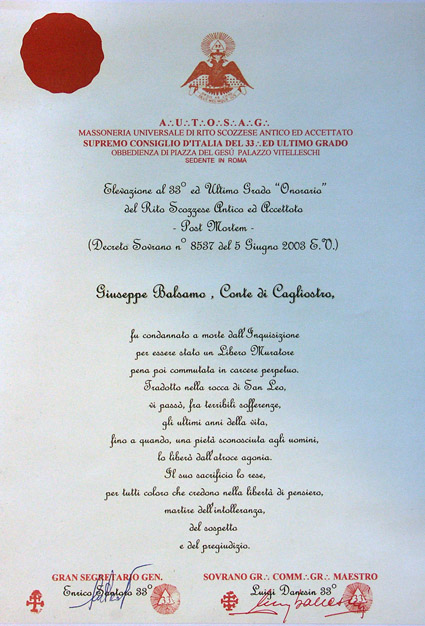 A∴U∴T∴O∴S∴A∴G∴
MASSONERIA UNIVERSALE DI RITO SCOZZESE ANTICO ED ACCETTATO
SUPREMO CONSIGLIO D'ITALIA DEL 33∴ED ULTIMO GRADO
OBBEDIENZA DI PIAZZA DEL GESÚ PALAZZO VITELLESCHI
SEDENTE IN ROMA
Elevazione al 33° ed Ultimo Grado "Onorario"
del Rito Scozzese Antico ed Accettato
- Post Mortem -
(Decreto Sovrano n° 8537 del 5 Giugno 2003 E.V.)
Giuseppe Balsamo , Conte di Cagliostro,
fu condannato a morte dall'Inquisizione
per essere stato un Libero Muratore
pena poi commutata in carcere perpetuo.
Tradotto nella rocca di San Leo,
vi passò, fra terribili sofferenze,
gli ultimi anni della vita,
fino a quando, una pietà sconosciuta agli uomini,
lo liberò dall'atroce agonia.
Il suo sacrificio lo rese,
per tutti coloro che credono nella libertà di pensiero,
martire dell'intolleranza,
del sospetto
e del pregiudizio.
GRAN SEGRETARIO GEN. SOVRANO GR∴ COMM∴GR∴ MAESTRO
Enrico 33° Luigi Danesin 33°